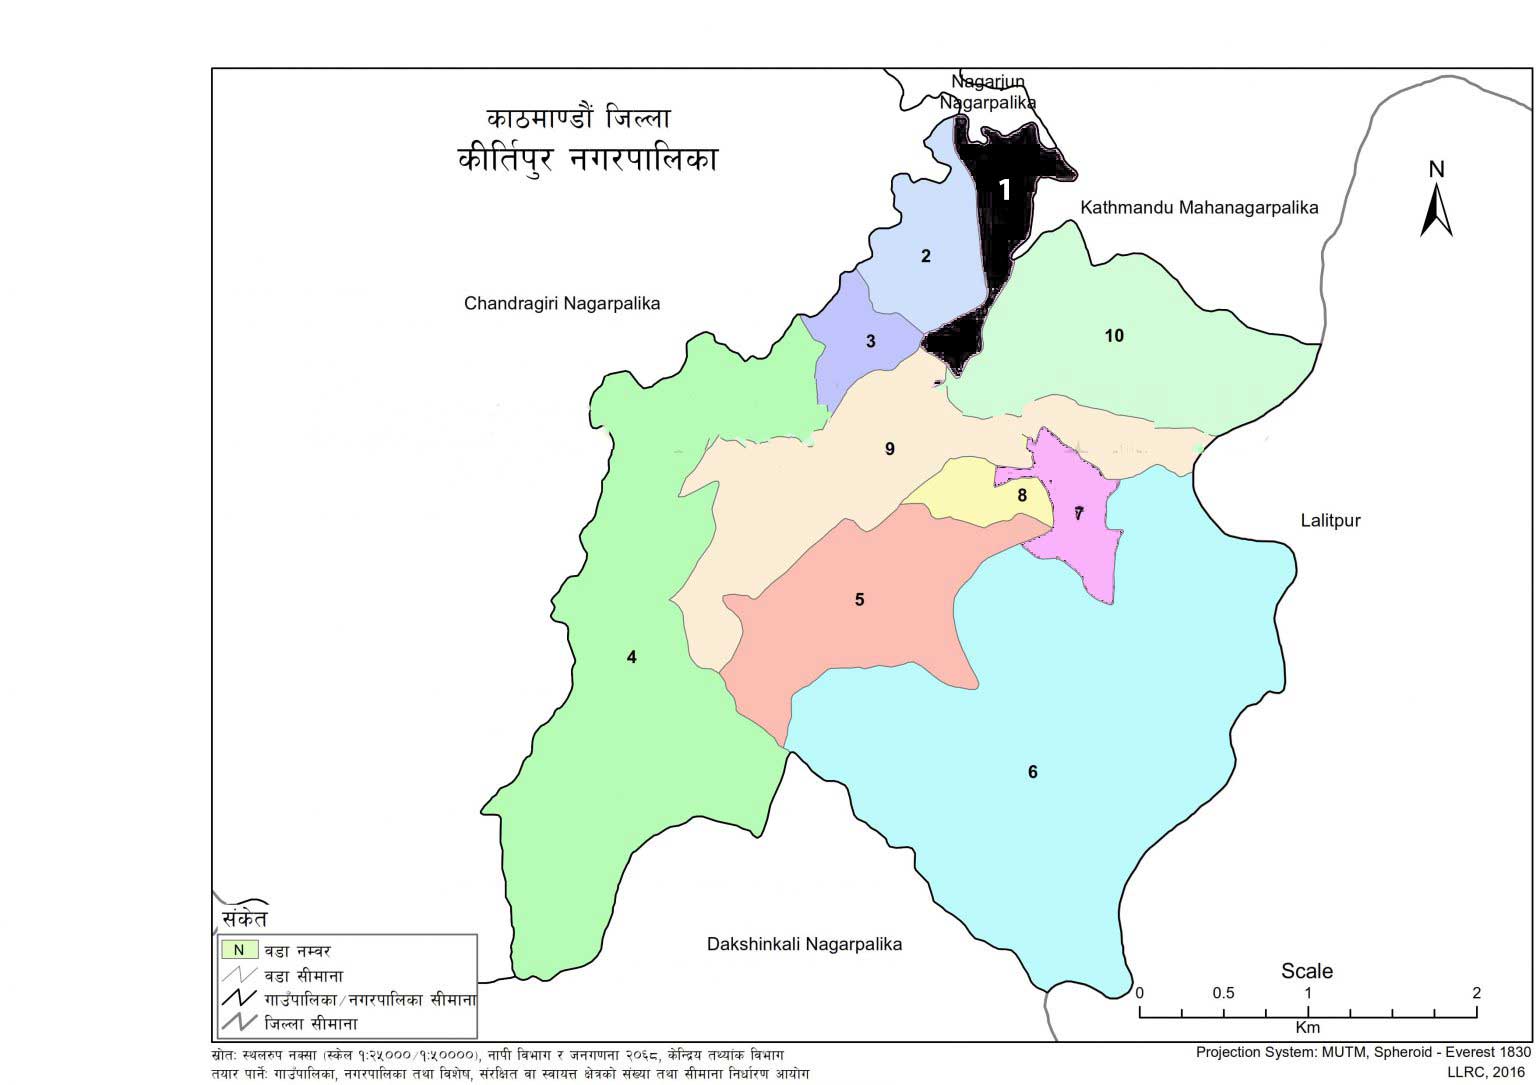 Nagarjun
Nagarpalika
काठमाण्डौं जिल्ला
कीर्तिपुर नगरपालिका
N
1
Kathmandu Mahanagarpalika
2
Chandragiri Nagarpalika
3
10
9
8
7
Lalitpur
5
4
6
Dakshinkali Nagarpalika
संकेत
N वडा नम्बर
वडा सीमाना
गाउँपालिका/नगरपालिका सीमाना
जिल्ला सीमाना
Scale
0 0.5 1 2
Km
स्रोतः स्थलरुप नक्सा (स्केल १:२५०००/१:५००००), नापी विभाग र जनगणना २०६८, केन्द्रिय तथ्यांक विभाग
तयार पार्नेः गाउँपालिका, नगरपालिका तथा विशेष, संरक्षित वा स्वायत्त क्षेत्रको संख्या तथा सीमाना निर्धारण आयोग
Projection System: MUTM, Spheroid - Everest 1830
LLRC, 2016